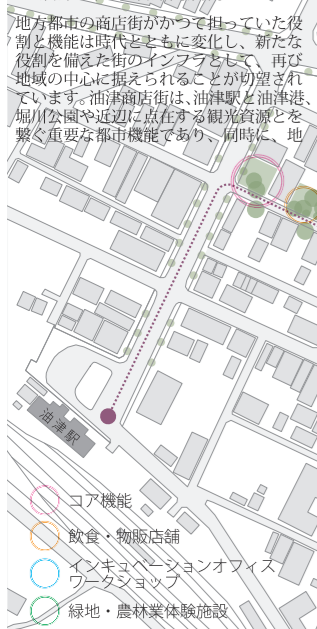 地方都市の商店街がかつて担っていた役
割と機能は時代とともに変化し、新たな
役割を備えた街のインフラとして、再び
地域の中心に据えられることが切望され
ています。油津商店街は、油津駅と油津港、
堀川公園や近辺に点在する観光資源とを
繋ぐ重要な都市機能であり、同時に、地
油津駅
コア機能
飲食・物販店舗
インキュベーションオフィス
ワークショップ
緑地・農林業体験施設